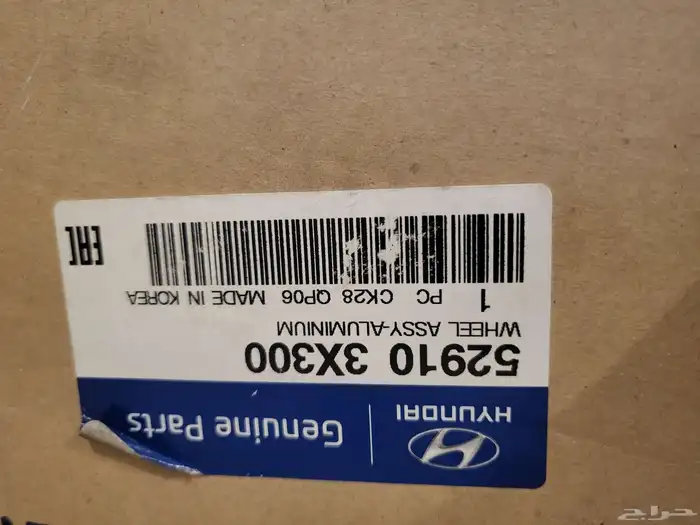 HYUNDAI
Genuine Parts
52910 3X300
WHEEL ASSY-ALUMINIUM
1 PC CK28 QP06 MADE IN KOREA
EAC
حراج